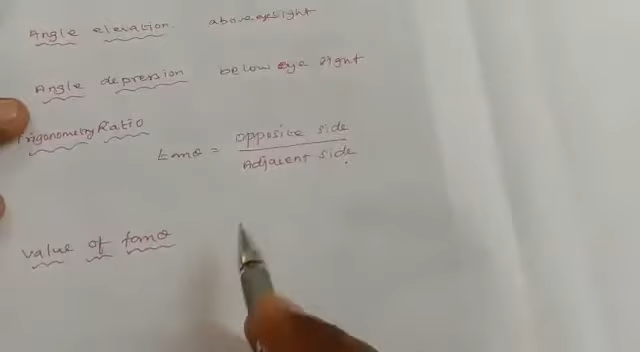 Angle elevation. above eyesight
Angle depression below eye sight
Trigonometry Ratio
tanθ = opposite side
Adjacent side.
value of tanθ